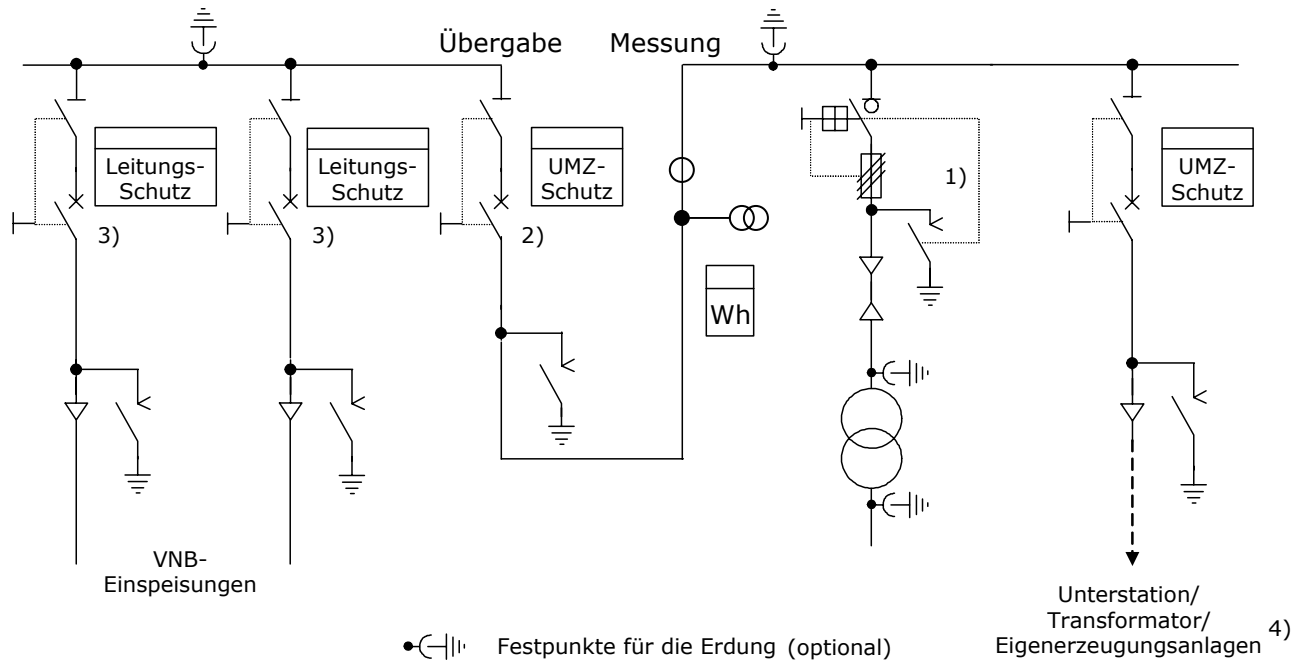 Übergabe
Messung
Leitungs-
Schutz
3)
Leitungs-
Schutz
3)
UMZ-
Schutz
2)
Wh
1)
UMZ-
Schutz
VNB-
Einspeisungen
Unterstation/
Transformator/
Eigenerzeugungsanlagen 4)
Festpunkte für die Erdung (optional)